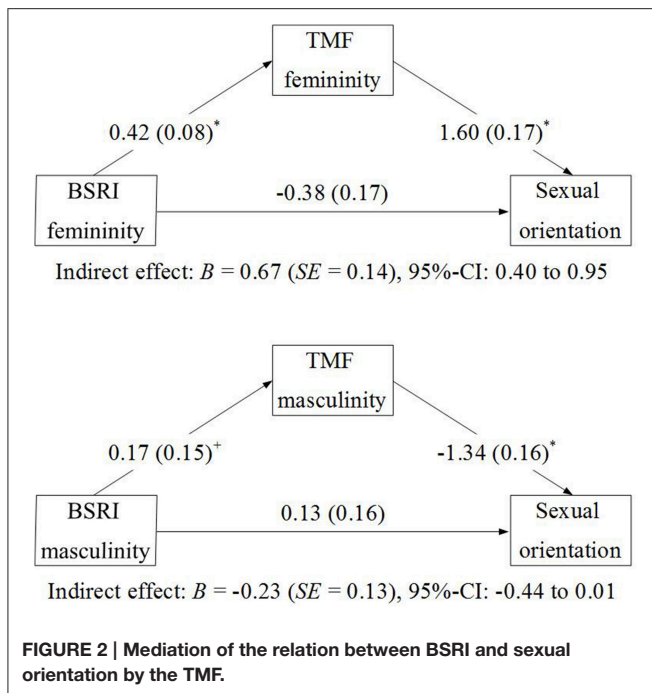 TMF
femininity
0.42 (0.08)*
1.60 (0.17)*
BSRI
femininity
-0.38 (0.17)
Sexual
orientation
Indirect effect: B = 0.67 (SE = 0.14), 95%-CI: 0.40 to 0.95
TMF
masculinity
0.17 (0.15)+
-1.34 (0.16)*
BSRI
masculinity
0.13 (0.16)
Sexual
orientation
Indirect effect: B = -0.23 (SE = 0.13), 95%-CI: -0.44 to 0.01
FIGURE 2 | Mediation of the relation between BSRI and sexual
orientation by the TMF.